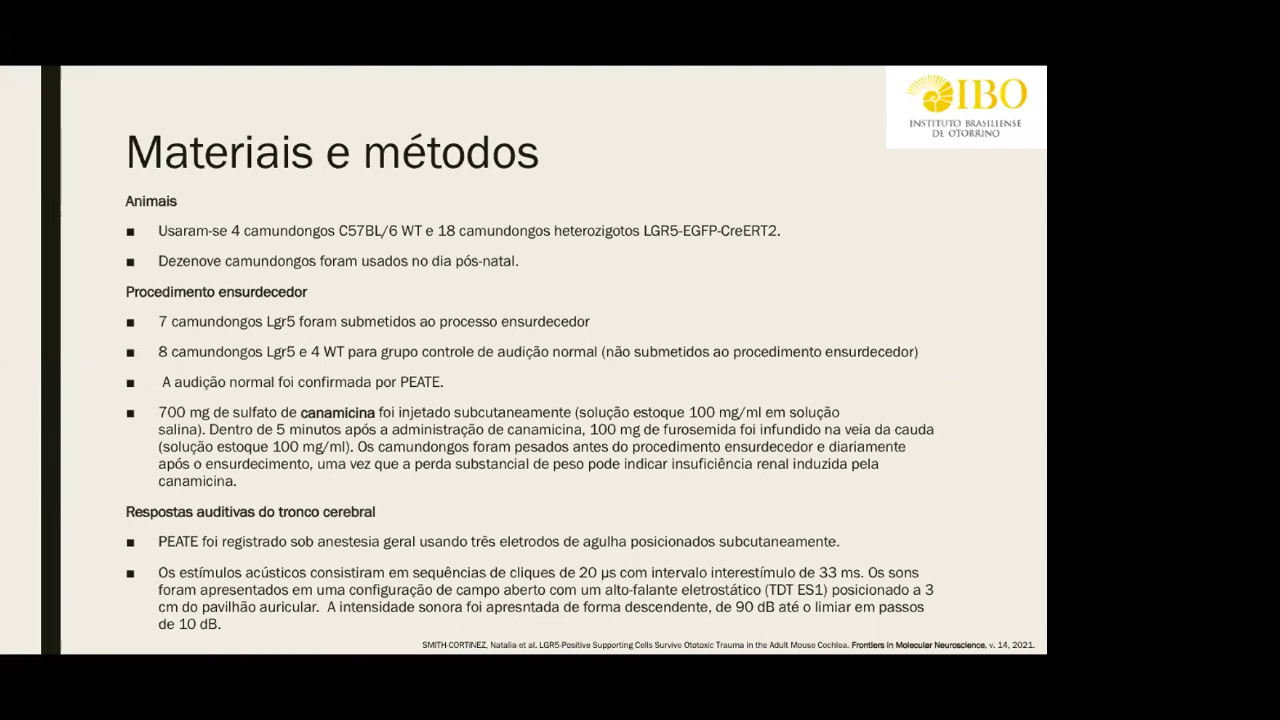 IBO
INSTITUTO BRASILIENSE
DE OTORRINO
Materiais e métodos
Animais
■ Usaram-se 4 camundongos C57BL/6 WT e 18 camundongos heterozigotos LGR5-EGFP-CreERT2.
■ Dezenove camundongos foram usados no dia pós-natal.
Procedimento ensurdecedor
■ 7 camundongos Lgr5 foram submetidos ao processo ensurdecedor
■ 8 camundongos Lgr5 e 4 WT para grupo controle de audição normal (não submetidos ao procedimento ensurdecedor)
■ A audição normal foi confirmada por PEATE.
■ 700 mg de sulfato de canamicina foi injetado subcutaneamente (solução estoque 100 mg/ml em solução
salina). Dentro de 5 minutos após a administração de canamicina, 100 mg de furosemida foi infundido na veia da cauda
(solução estoque 100 mg/ml). Os camundongos foram pesados antes do procedimento ensurdecedor e diariamente
após o ensurdecimento, uma vez que a perda substancial de peso pode indicar insuficiência renal induzida pela
canamicina.
Respostas auditivas do tronco cerebral
■ PEATE foi registrado sob anestesia geral usando três eletrodos de agulha posicionados subcutaneamente.
■ Os estímulos acústicos consistiram em sequências de cliques de 20 μs com intervalo interestímulo de 33 ms. Os sons
foram apresentados em uma configuração de campo aberto com um alto-falante eletrostático (TDT ES1) posicionado a 3
cm do pavilhão auricular. A intensidade sonora foi apresntada de forma descendente, de 90 dB até o limiar em passos
de 10 dB.
SMITH-CORTINEZ, Natalia et al. LGR5-Positive Supporting Cells Survive Ototoxic Trauma in the Adult Mouse Cochlea. Frontiers in Molecular Neuroscience, v. 14, 2021.